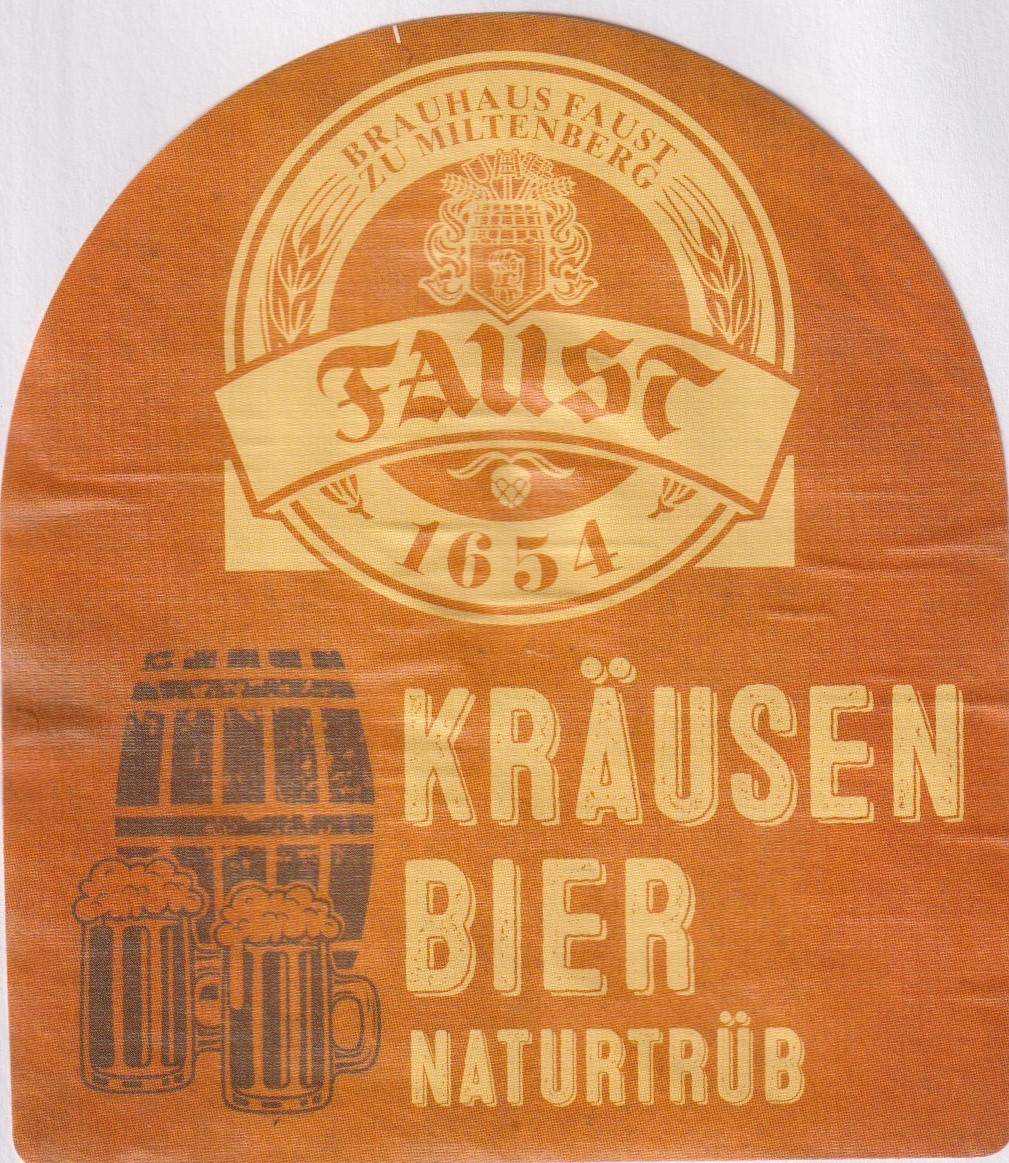 BRAUHAUS FAUST
ZU MILTENBERG
FAUST
1654
KRÄUSEN
BIER
NATURTRÜB